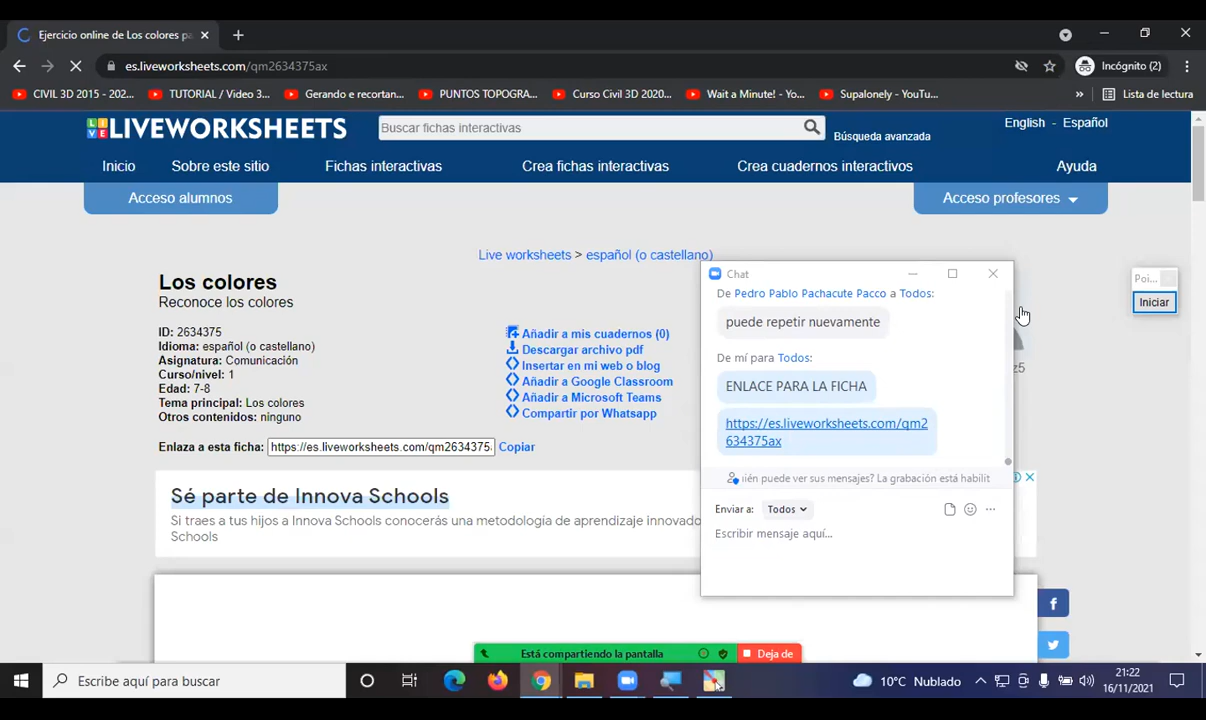 Ejercicio online de Los colores pa
es.liveworksheets.com/qm2634375ax
Incógnito (2)
CIVIL 3D 2015 - 202...
TUTORIAL / Video 3...
Gerando e recortan...
PUNTOS TOPOGRA...
Curso Civil 3D 2020...
Wait a Minute! - Yo...
Supalonely - YouTu...
»
Lista de lectura
LIVEWORKSHEETS
Buscar fichas interactivas
Búsqueda avanzada
English - Español
Inicio
Sobre este sitio
Fichas interactivas
Crea fichas interactivas
Crea cuadernos interactivos
Ayuda
Acceso alumnos
Acceso profesores
Live worksheets > español (o castellano)
Los colores
Reconoce los colores
ID: 2634375
Idioma: español (o castellano)
Asignatura: Comunicación
Curso/nivel: 1
Edad: 7-8
Tema principal: Los colores
Otros contenidos: ninguno
Añadir a mis cuadernos (0)
Descargar archivo pdf
Insertar en mi web o blog
Añadir a Google Classroom
Añadir a Microsoft Teams
Compartir por Whatsapp
Enlaza a esta ficha: https://es.liveworksheets.com/qm2634375 Copiar
Sé parte de Innova Schools
Si traes a tus hijos a Innova Schools conocerás una metodología de aprendizaje innovado
Schools
Chat
De Pedro Pablo Pachacute Pacco a Todos:
puede repetir nuevamente
De mí para Todos:
ENLACE PARA LA FICHA
https://es.liveworksheets.com/qm2
634375ax
iién puede ver sus mensajes? La grabación está habilit
Enviar a: Todos
Escribir mensaje aquí...
Poi...
Iniciar
z5
Está compartiendo la pantalla
Deja de
Escribe aquí para buscar
10°C Nublado
21:22
16/11/2021